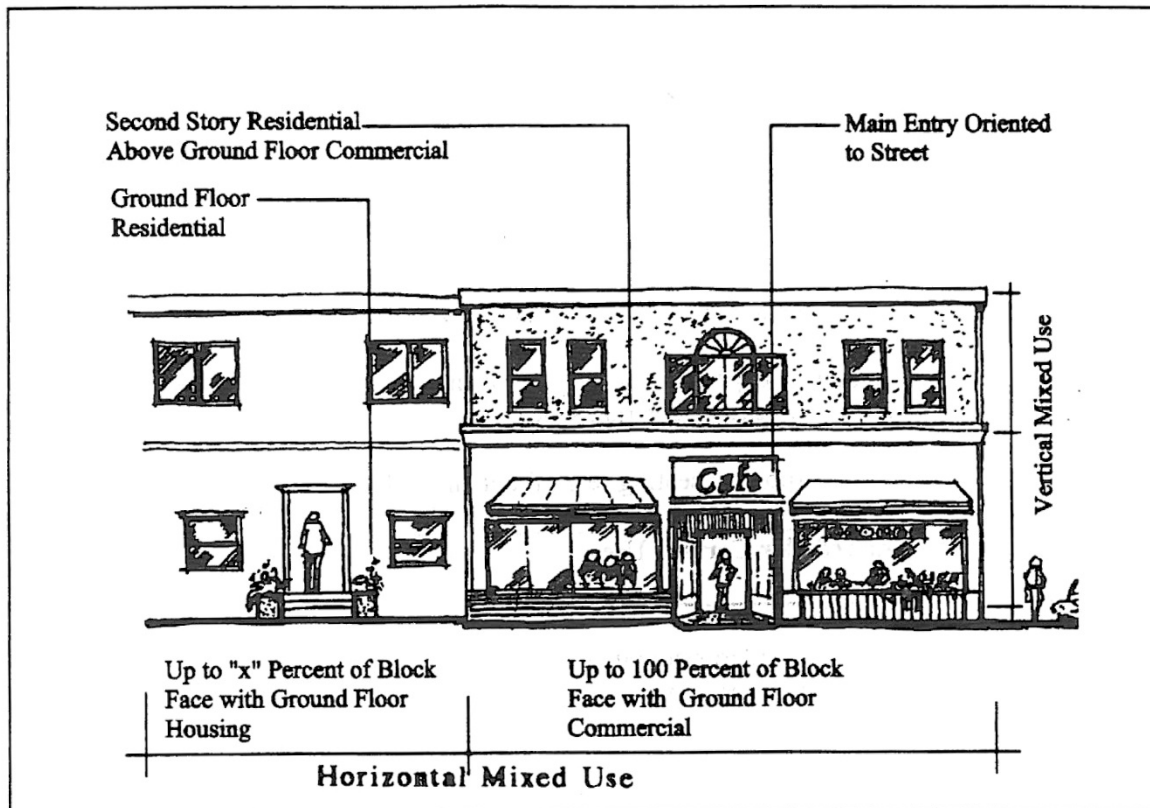 Second Story Residential
Above Ground Floor Commercial
Main Entry Oriented
to Street
Ground Floor
Residential
Vertical Mixed Use
Cafe
Up to "x" Percent of Block
Face with Ground Floor
Housing
Up to 100 Percent of Block
Face with Ground Floor
Commercial
Horizontal Mixed Use